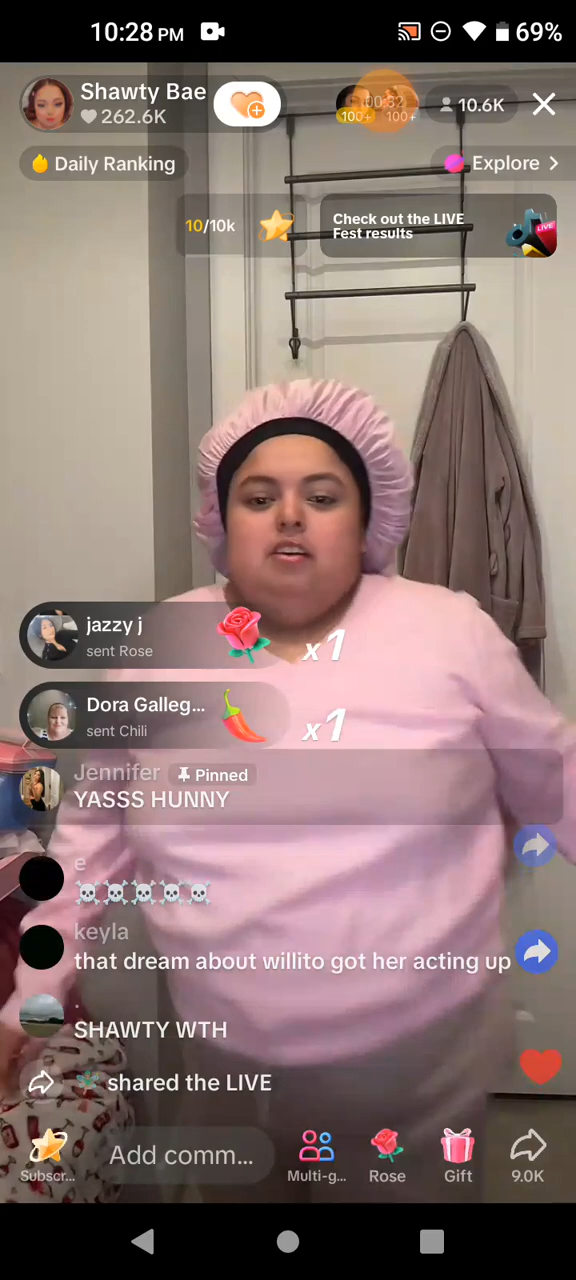 10:28 PM
69%
Shawty Bae
262.6K
00:32
100+
100+
10.6K
Daily Ranking
Explore >
10/10k
Check out the LIVE
Fest results
LIVE
jazzy j
sent Rose
x1
Dora Galleg...
sent Chili
x1
Jennifer Pinned
YASSS HUNNY
e
☠️☠️☠️☠️☠️
keyla
that dream about willito got her acting up
.
SHAWTY WTH
shared the LIVE
Subscr...
Add comm...
Multi-g...
Rose
Gift
9.0K